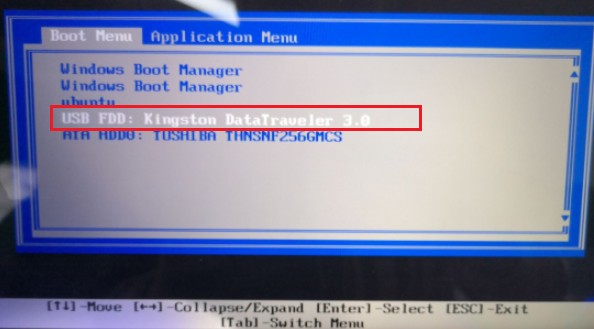 Boot Menu Application Menu
Windows Boot Manager
Windows Boot Manager
ubuntu
USB FDD: Kingston DataTraveler 3.0
ATA HDD0: TOSHIBA THNSNF256GMCS
[↑↓]-Move [←→]-Collapse/Expand [Enter]-Select [ESC]-Exit
[Tab]-Switch Menu